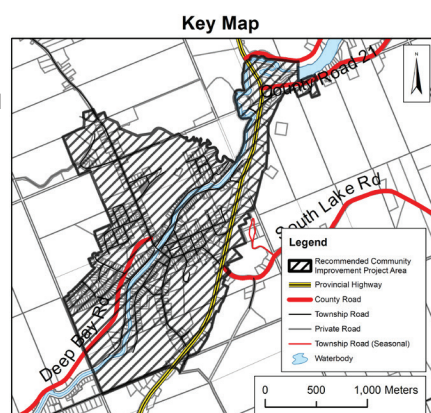 Key Map
County Road 21
N
South Lake Rd
Deep Bay Rd
Legend
Recommended Community
Improvement Project Area
Provincial Highway
County Road
Township Road
Private Road
Township Road (Seasonal)
Waterbody
0 500 1,000 Meters